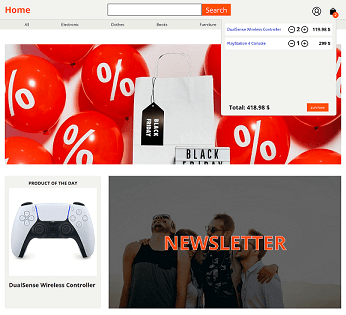 Home
Search
2
All
Electronic
Clothes
Books
Furniture
DualSense Wireless Controller
2
119.98 $
PlayStation 4 Console
1
299 $
Total: 418.98 $
%
%
%
%
BLACK
FRIDAY
BLACK
FRIDAY
PRODUCT OF THE DAY
DualSense Wireless Controller
NEWSLETTER